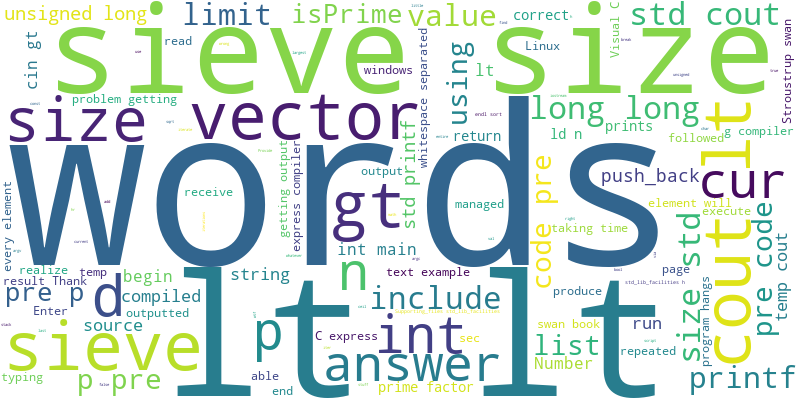 unsigned long
limit
isPrime
value
correct
std cout
cin gt
read
sieve
size
Linux
Visual C
Stroustrup swan
windows
lt
problem getting
using
whitespace separated
size
vector
long long
cout lt
prints
ld n
followed
g compiler
std printf
return
words
every element
receive
getting output
express compiler
output
gt
managed
push_back
cur
element will
execute
code pre
taking time
int main
realize
temp
begin
string
text example
page
std_lib_facilities h
result Thank
pre p
d
compiled
n
include
produce
size std
pre code
temp cout
program hangs
Enter
outputted
source
p
int
C express
sec
swan book
run
list
Number
repeated
sieve
lt lt
answer
typing
p pre
able
end
prime factor
printf
endl sort